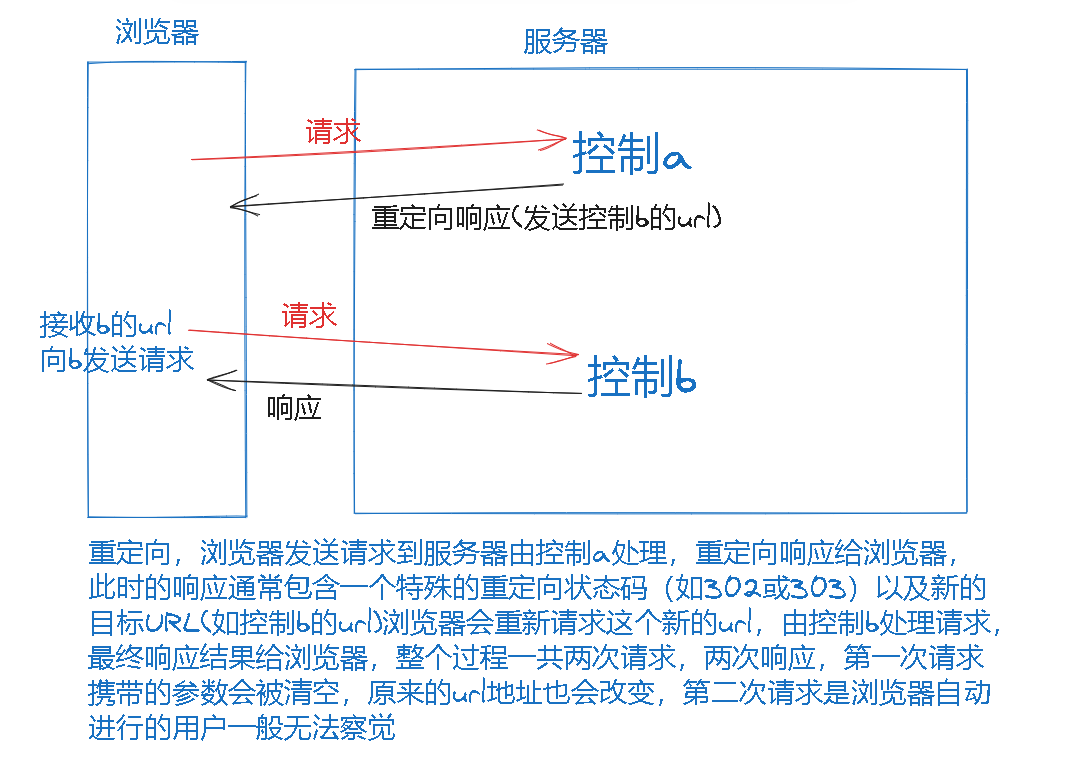 浏览器
服务器
请求
控制a
重定向响应(发送控制b的url)
接收b的url
向b发送请求
请求
控制b
响应
重定向，浏览器发送请求到服务器由控制a处理，重定向响应给浏览器，
此时的响应通常包含一个特殊的重定向状态码（如302或303）以及新的
目标URL(如控制b的url)浏览器会重新请求这个新的url，由控制b处理请求，
最终响应结果给浏览器，整个过程一共两次请求，两次响应，第一次请求
携带的参数会被清空，原来的url地址也会改变，第二次请求是浏览器自动
进行的用户一般无法察觉